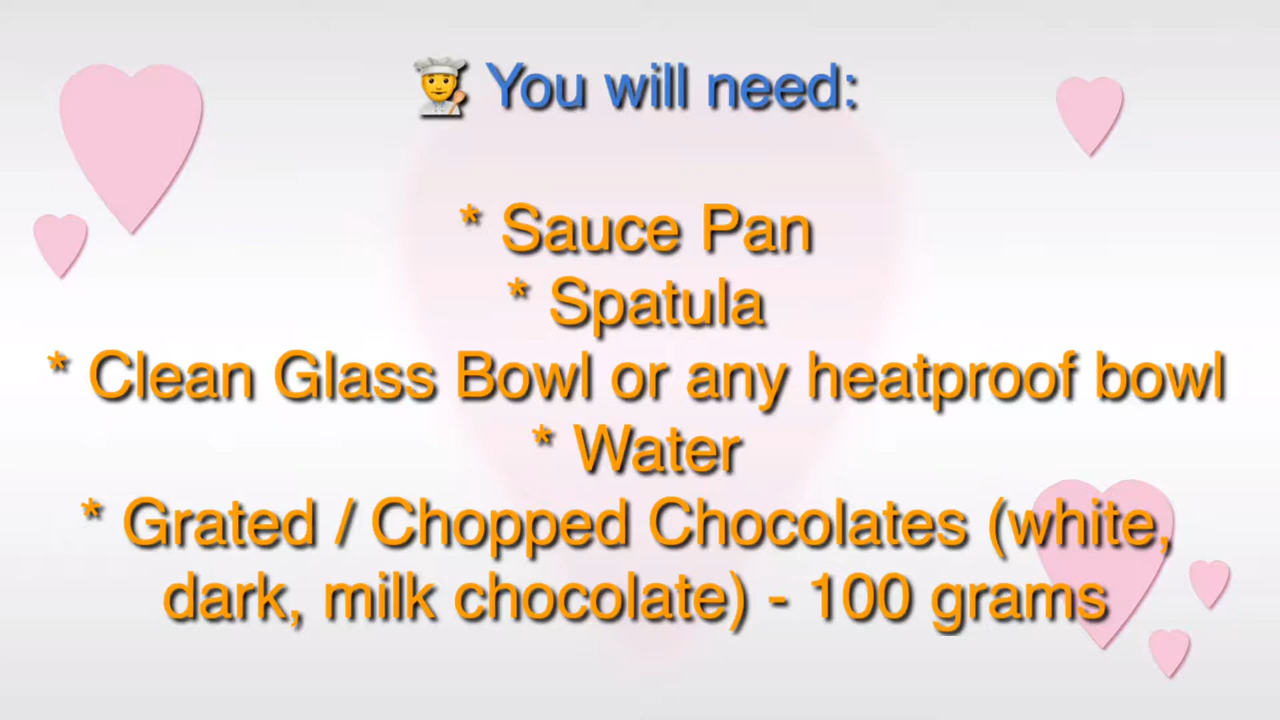 🧑‍🍳 You will need:
* Sauce Pan
* Spatula
* Clean Glass Bowl or any heatproof bowl
* Water
* Grated / Chopped Chocolates (white,
dark, milk chocolate) - 100 grams